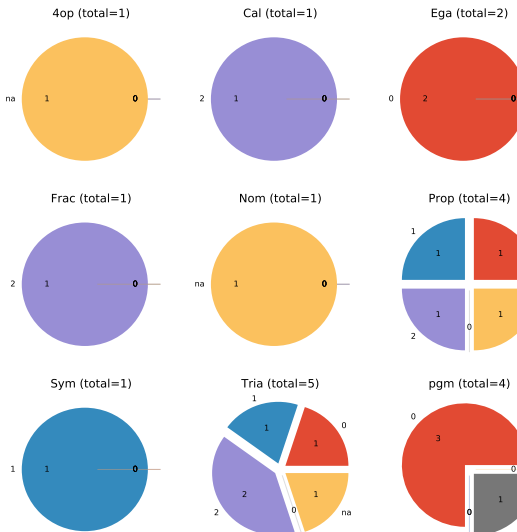 4op (total=1)
Cal (total=1)
Ega (total=2)
na 1 0
2 1 0
0 2 0
Frac (total=1)
Nom (total=1)
Prop (total=4)
2 1 0
na 1 0
1
1 1
1 1
0
2
Sym (total=1)
Tria (total=5)
pgm (total=4)
1 1 0
1
0
1
1
2
1
0
2
na
0
3
0
1
0